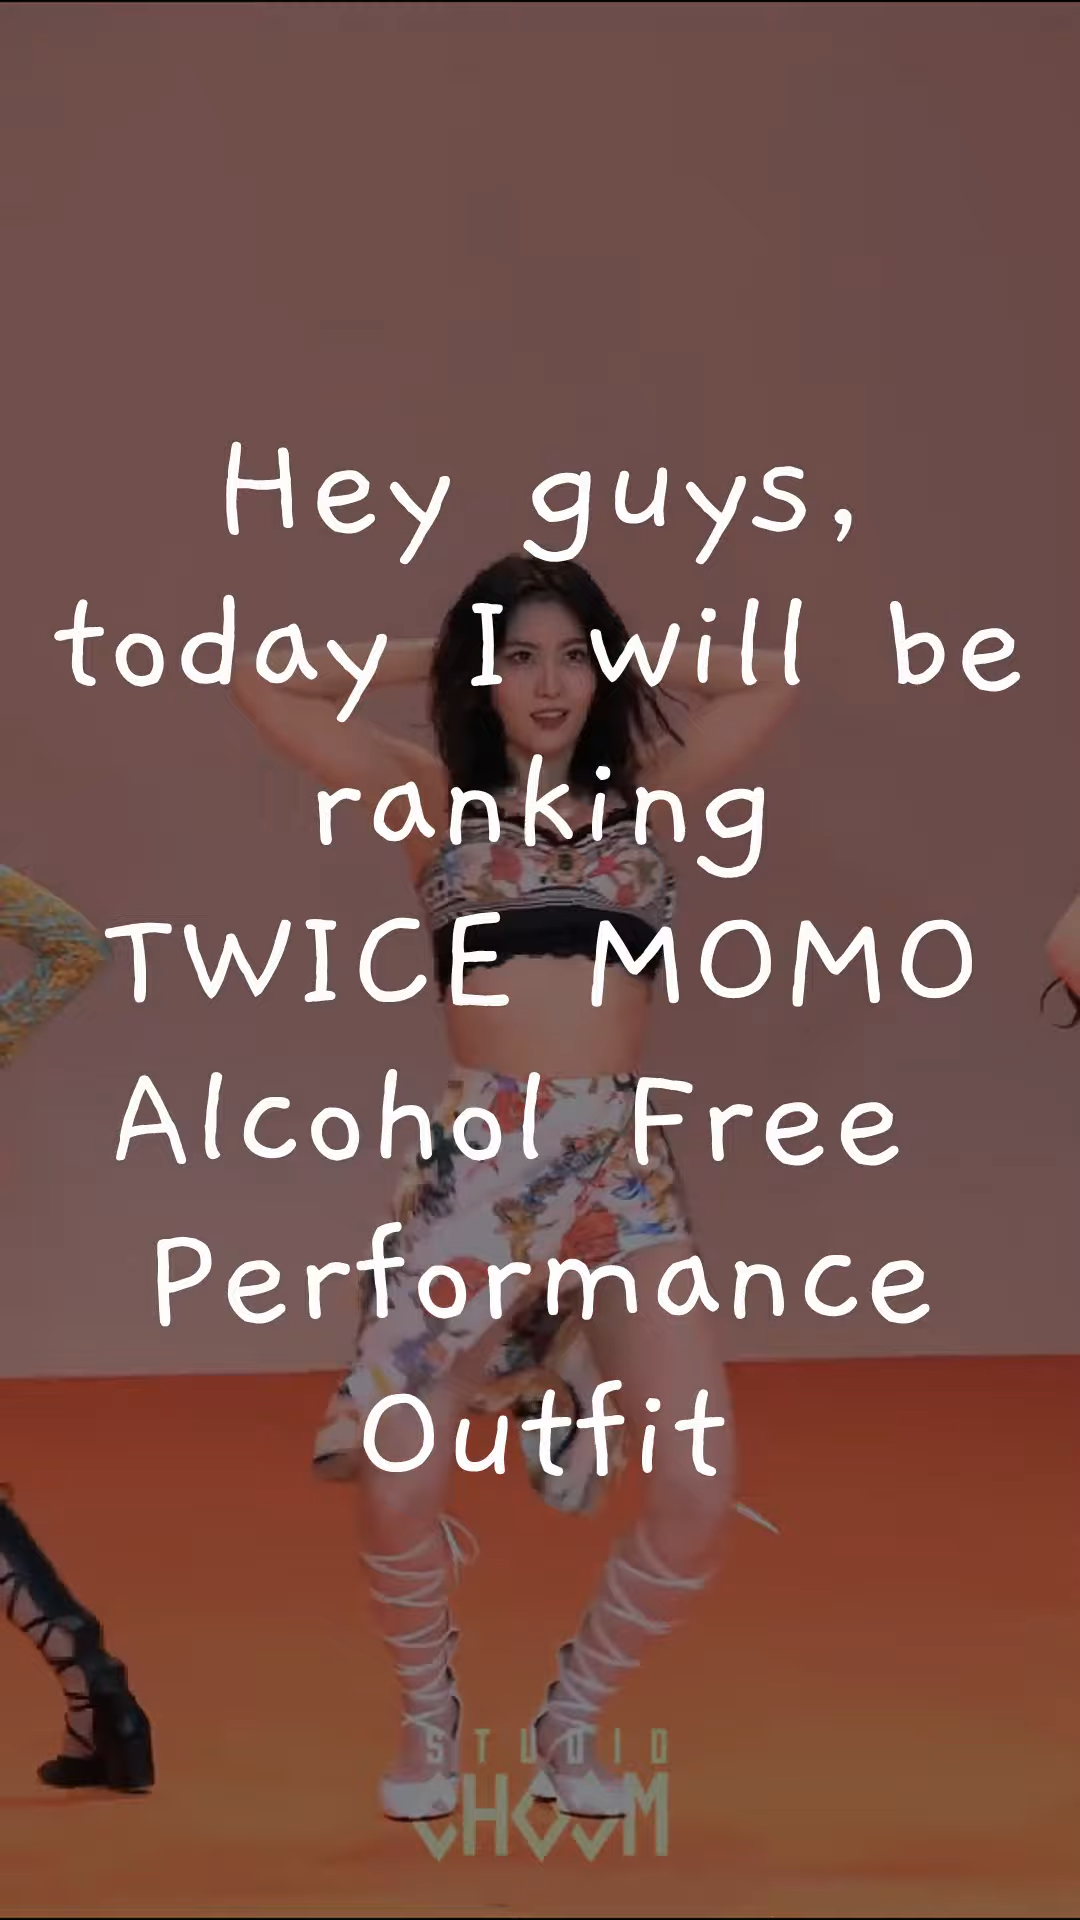 Hey guys,
today I will be
ranking
TWICE MOMO
Alcohol Free
Performance
Outfit
STUDIO
CHOOM